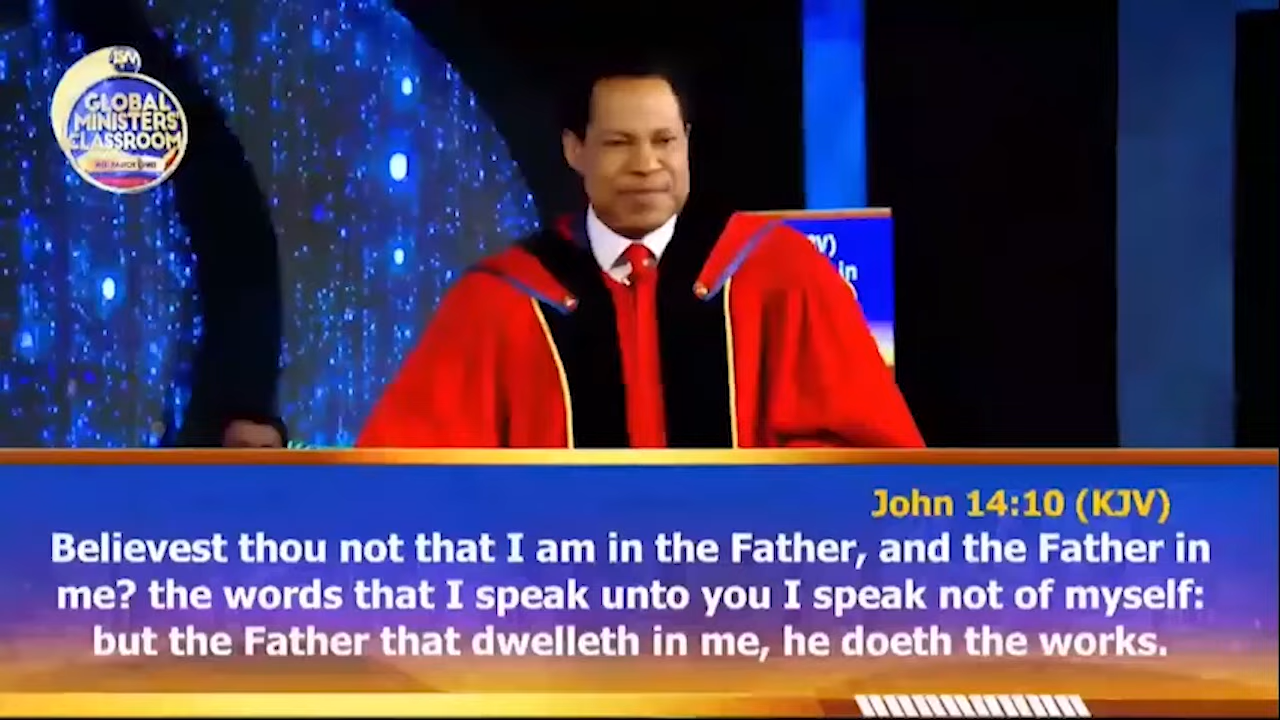 ISM
GLOBAL
MINISTERS'
CLASSROOM
John 14:10 (KJV)
Believest thou not that I am in the Father, and the Father in
me? the words that I speak unto you I speak not of myself:
but the Father that dwelleth in me, he doeth the works.